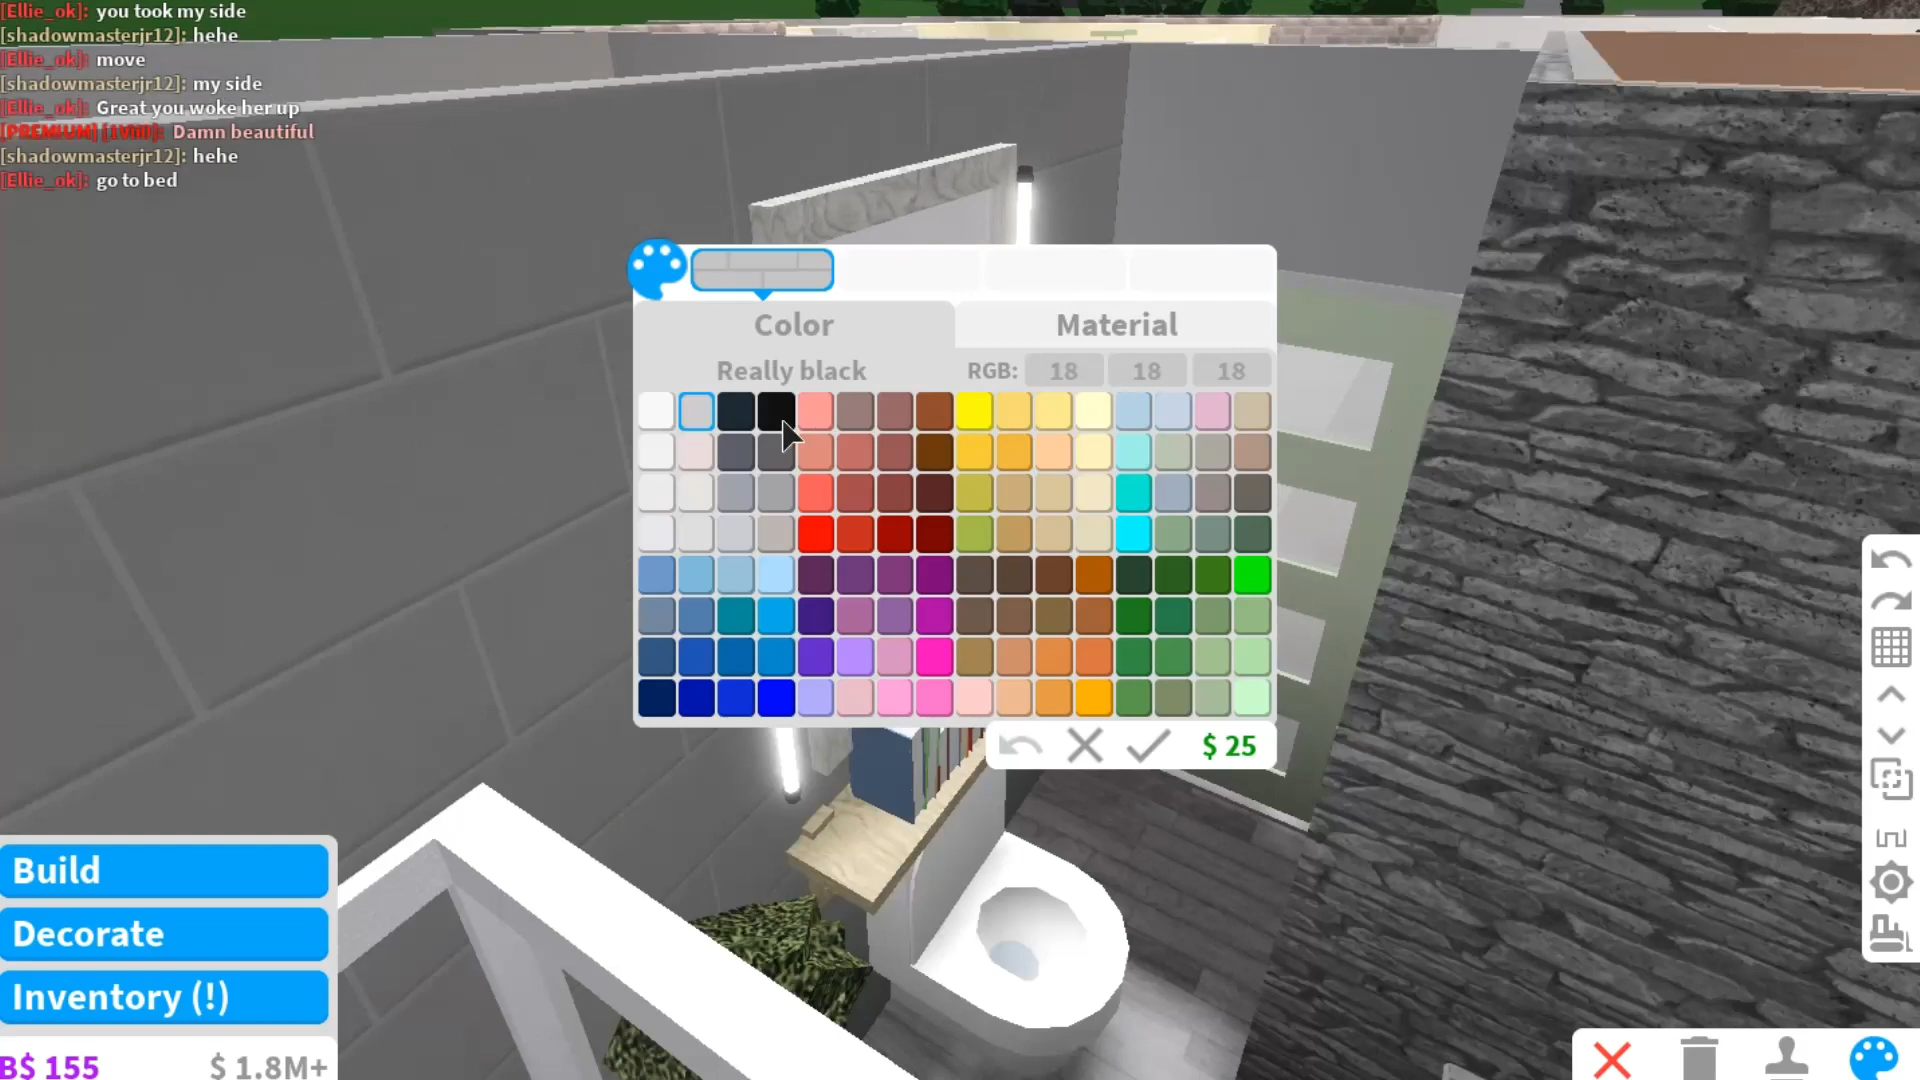 [Ellie_ok]: you took my side
[shadowmasterjr12]: hehe
[Ellie_ok]: move
[shadowmasterjr12]: my side
[Ellie_ok]: Great you woke her up
[PREMIUM] Damn beautiful
[shadowmasterjr12]: hehe
[Ellie_ok]: go to bed
Color
Material
Really black
RGB: 18 18 18
$ 25
Build
Decorate
Inventory (!)
B$ 155
$ 1.8M+